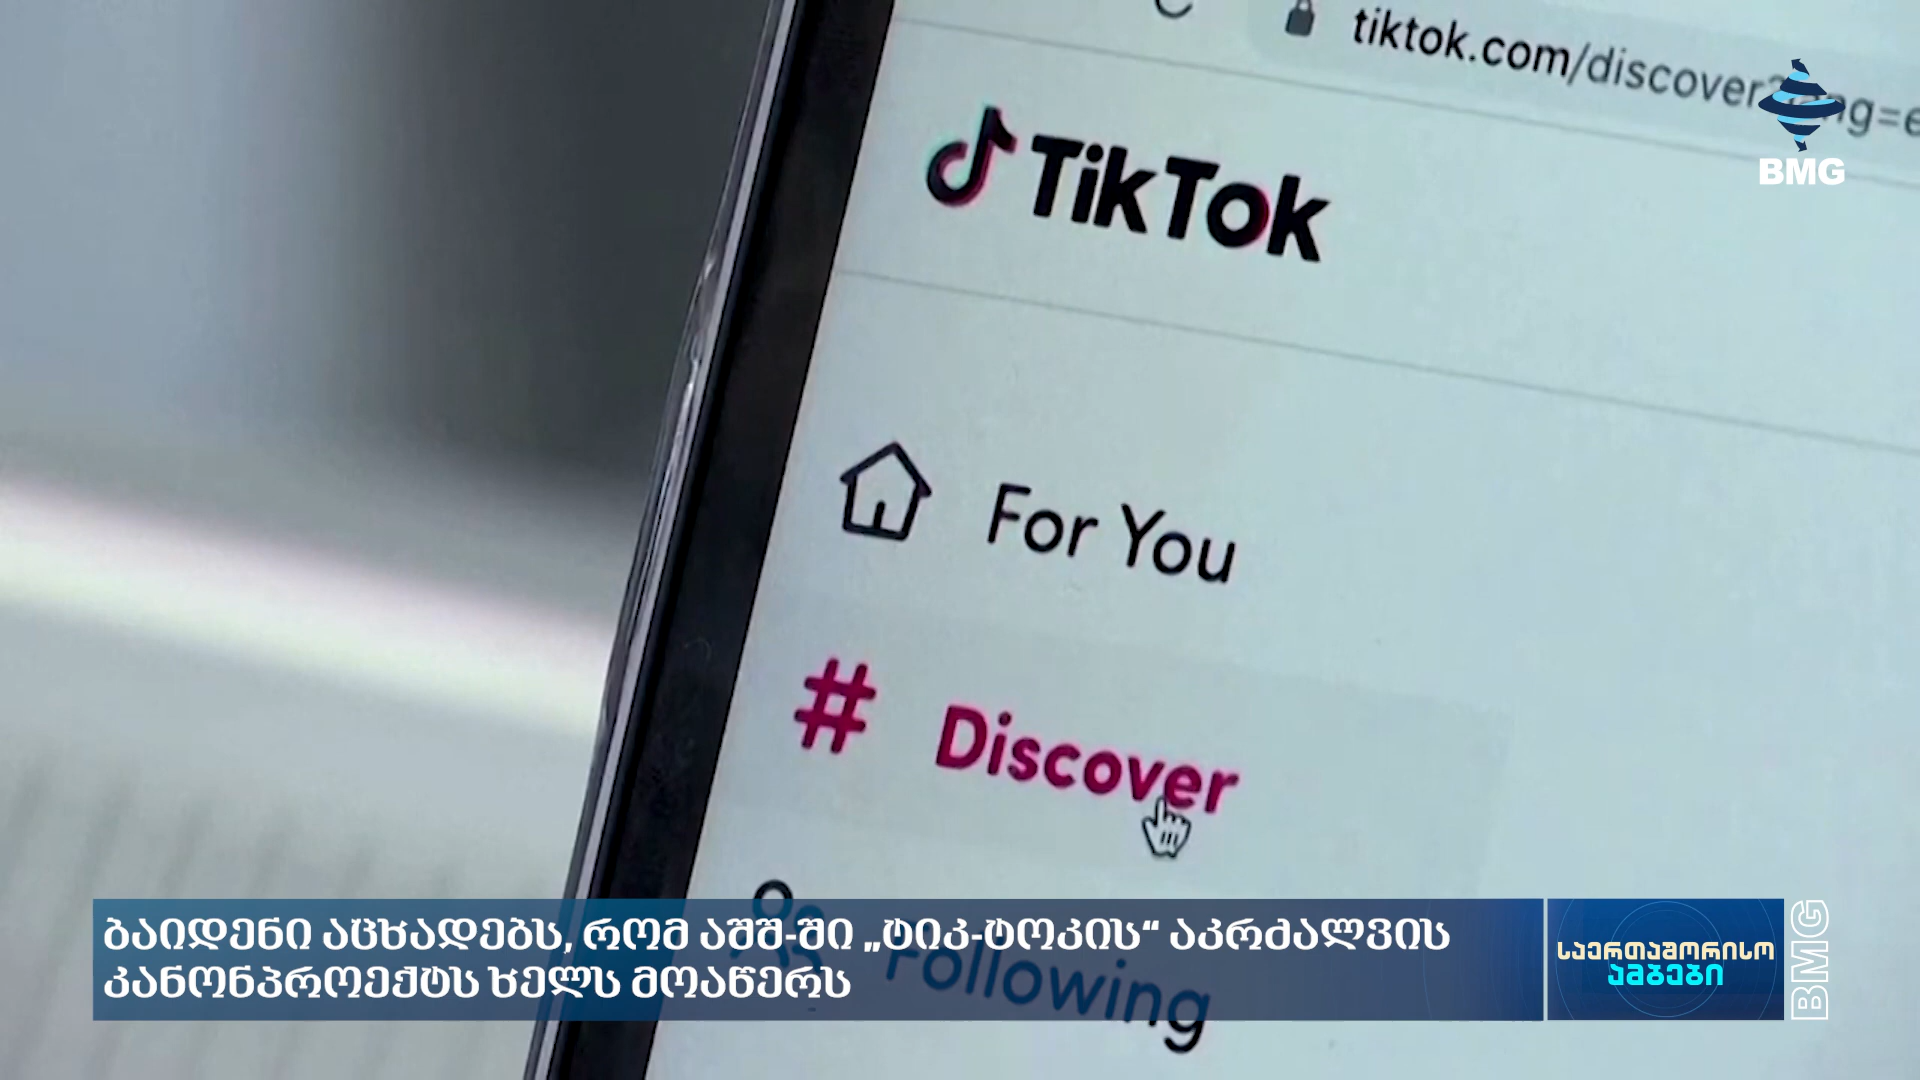 tiktok.com/discover?lang=e
BMG
TikTok
For You
# Discover
Following
ბაიდენი აცხადებს, რომ აშშ-ში „ტიკ-ტოკის“ აკრძალვის
კანონპროექტს ხელს მოაწერს
საერთაშორისო
ამბები
BMG